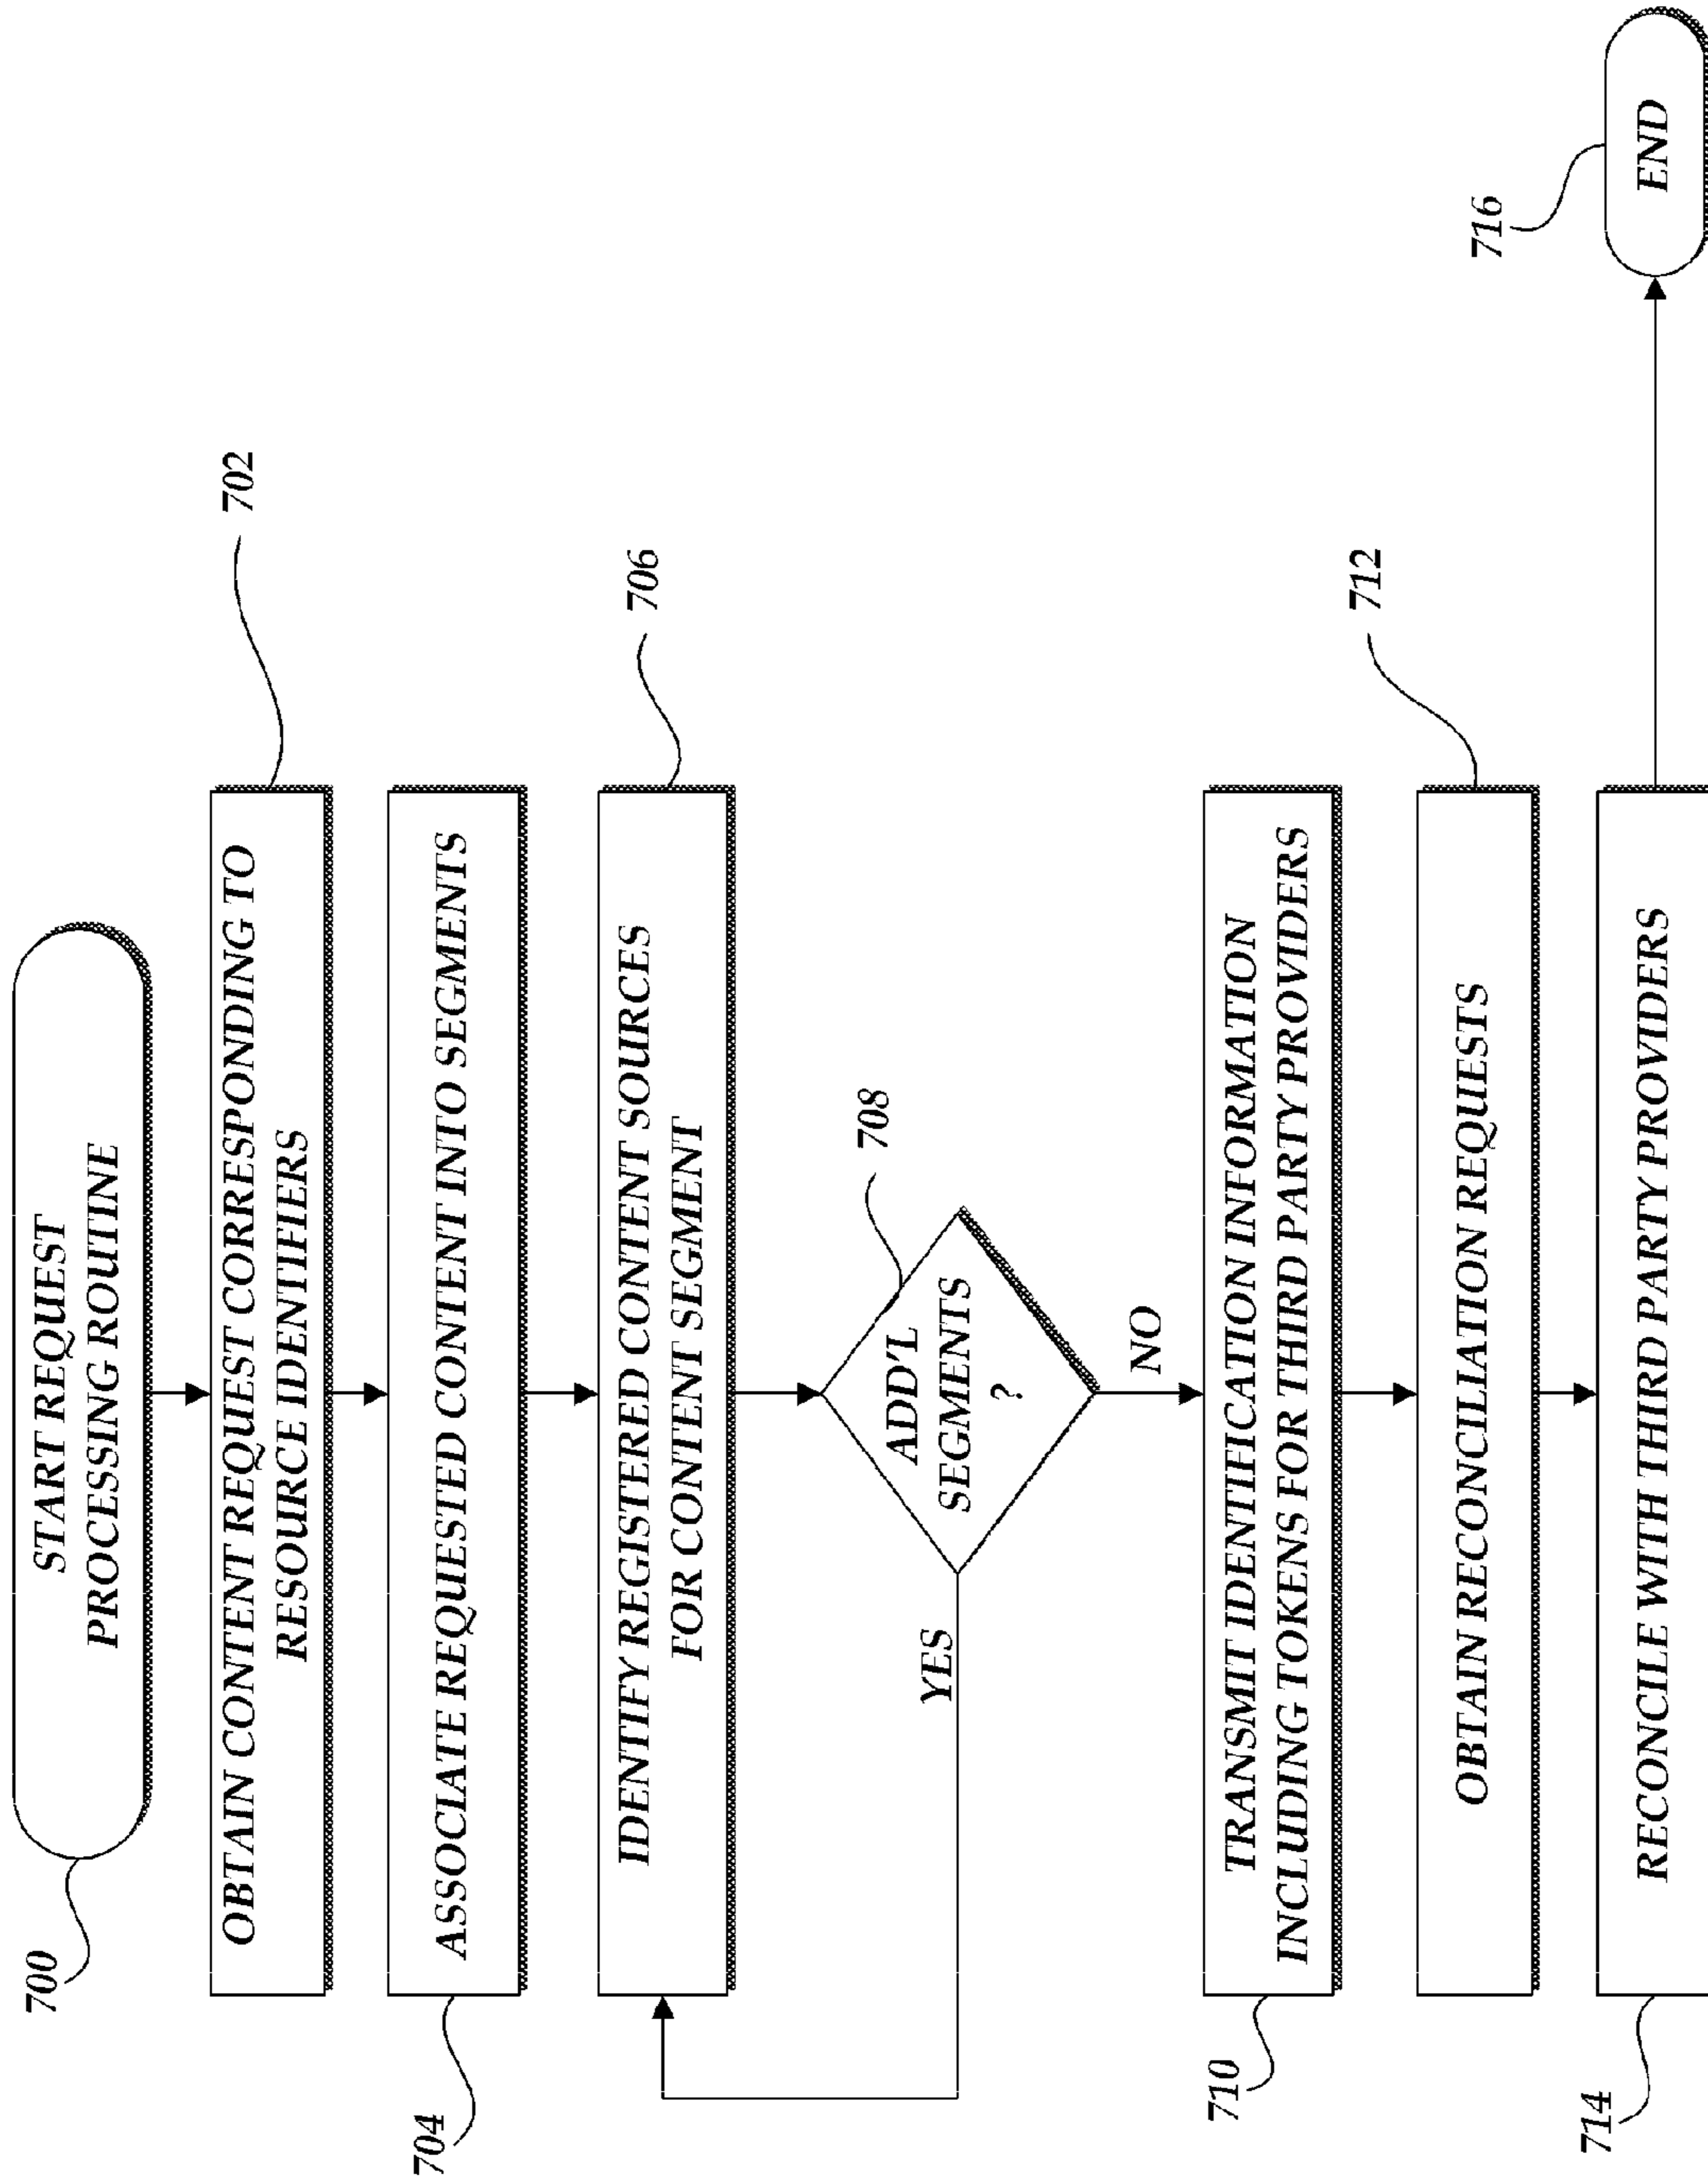 START REQUEST
PROCESSING ROUTINE
700
OBTAIN CONTENT REQUEST CORRESPONDING TO
RESOURCE IDENTIFIERS
702
ASSOCIATE REQUESTED CONTENT INTO SEGMENTS
704
IDENTIFY REGISTERED CONTENT SOURCES
FOR CONTENT SEGMENT
706
ADD'L
SEGMENTS
?
708
YES
NO
TRANSMIT IDENTIFICATION INFORMATION
INCLUDING TOKENS FOR THIRD PARTY PROVIDERS
710
OBTAIN RECONCILLIATION REQUESTS
712
RECONCILE WITH THIRD PARTY PROVIDERS
714
END
716